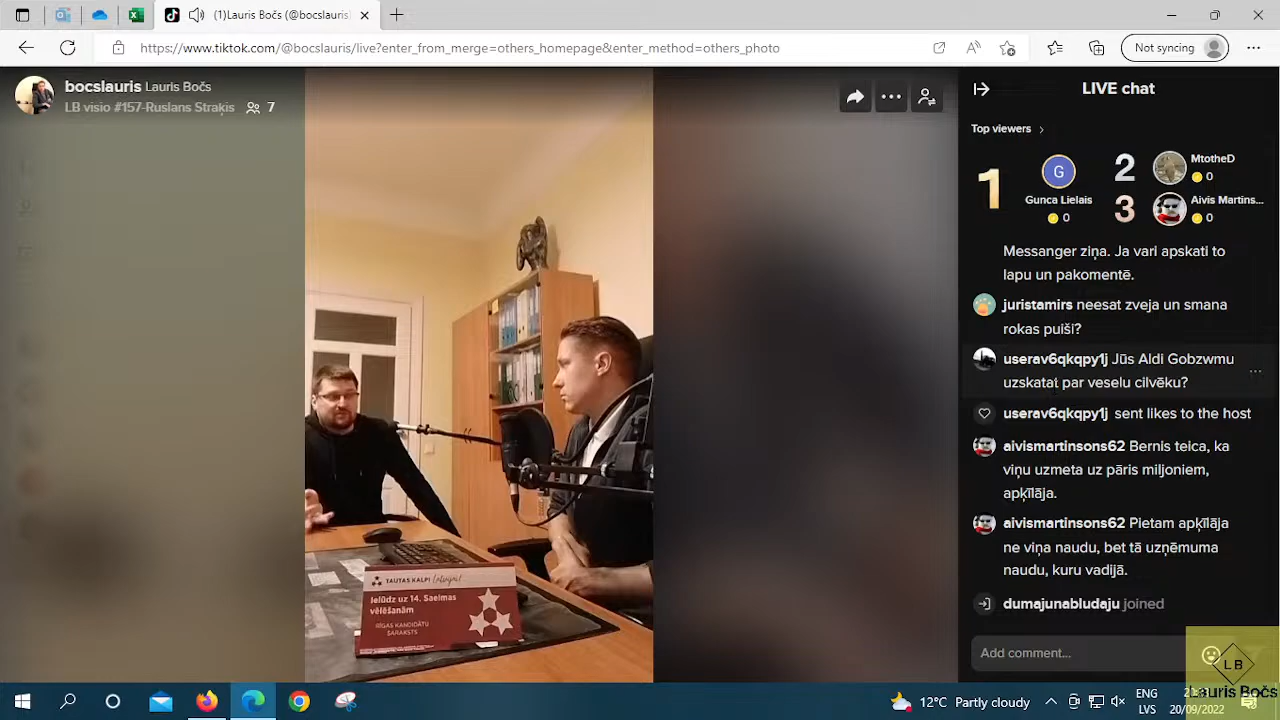 (1)Lauris Bočs (@bocslauris
https://www.tiktok.com/@bocslauris/live?enter_from_merge=others_homepage&enter_method=others_photo
Not syncing
bocslauris Lauris Bočs
LB visio #157-Ruslans Straķis 7
LIVE chat
Top viewers
1
G
Gunca Lielais
0
2
MtotheD
0
3
Aivis Martins...
0
Messanger ziņa. Ja vari apskati to
lapu un pakomentē.
juristamirs neesat zveja un smana
rokas puiši?
userav6qkqpy1j Jūs Aldi Gobzwmu
uzskatat par veselu cilvēku?
userav6qkqpy1j sent likes to the host
aivismartinsons62 Bernis teica, ka
viņu uzmeta uz pāris miljoniem,
apķīlāja.
aivismartinsons62 Pietam apķīlāja
ne viņa naudu, bet tā uzņēmuma
naudu, kuru vadījā.
dumajunabludaju joined
Add comment...
TAUTAS KALPI Latvijai!
Ielūdz uz 14. Saeimas
vēlēšanām
RĪGAS KANDIDĀTU
SARAKSTS
LB
Lauris Bočs
12°C Partly cloudy
ENG
LVS
20/09/2022